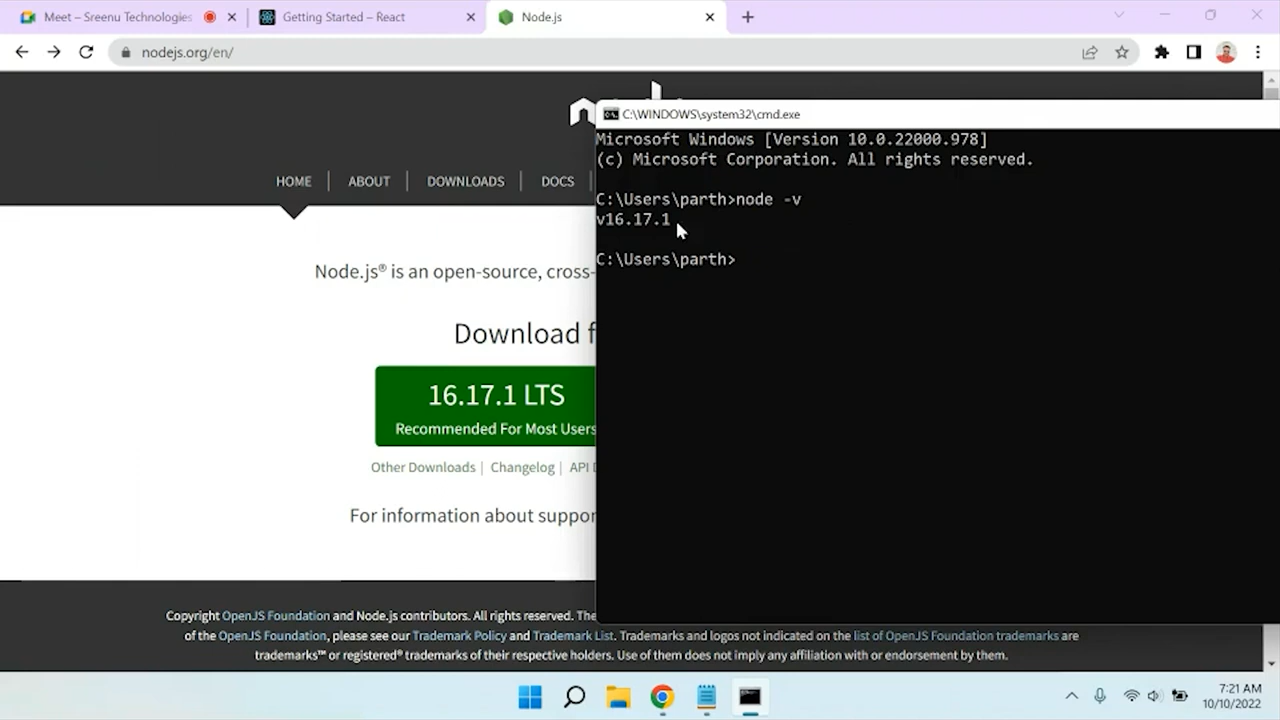 Meet – Sreenu Technologies
Getting Started – React
Node.js
nodejs.org/en/
C:\WINDOWS\system32\cmd.exe
Microsoft Windows [Version 10.0.22000.978]
(c) Microsoft Corporation. All rights reserved.
C:\Users\parth>node -v
v16.17.1
C:\Users\parth>
HOME
ABOUT
DOWNLOADS
DOCS
Node.js® is an open-source, cross-
Download f
16.17.1 LTS
Recommended For Most Users
Other Downloads | Changelog | API
For information about suppor
Copyright OpenJS Foundation and Node.js contributors. All rights reserved. The
of the OpenJS Foundation, please see our Trademark Policy and Trademark List. Trademarks and logos not indicated on the list of OpenJS Foundation trademarks are
trademarks™ or registered® trademarks of their respective holders. Use of them does not imply any affiliation with or endorsement by them.
7:21 AM
10/10/2022